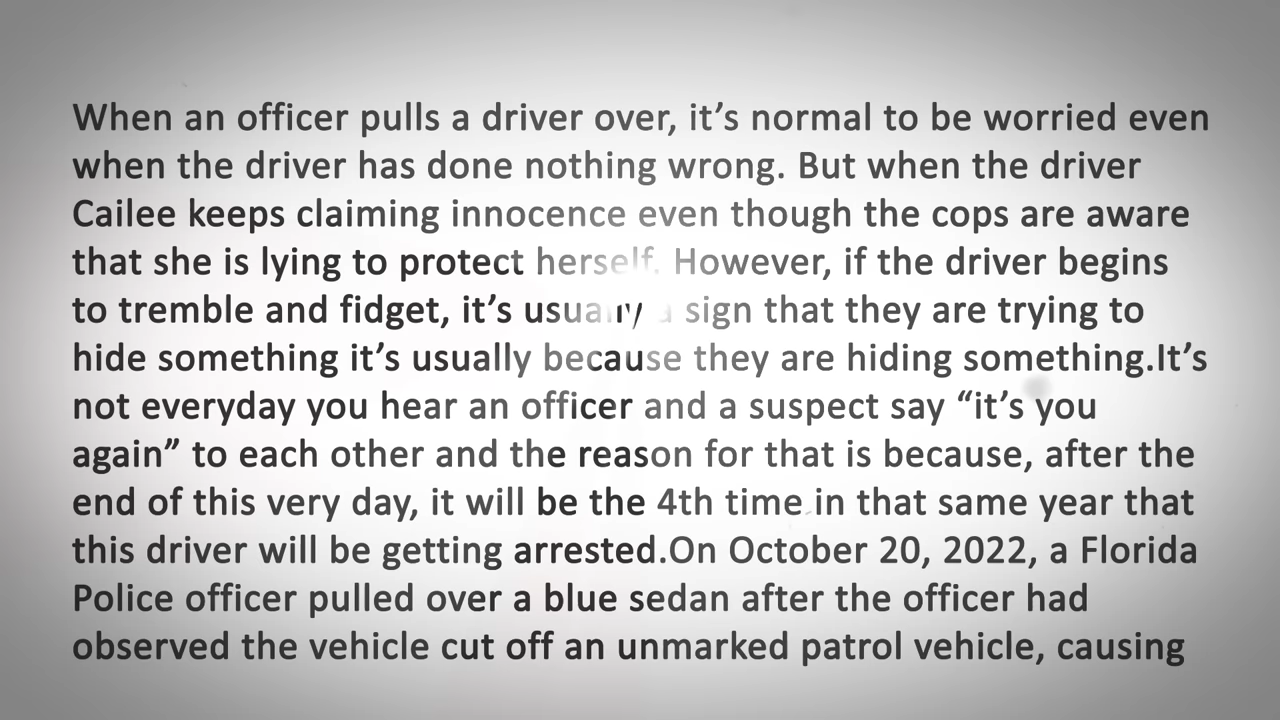 When an officer pulls a driver over, it’s normal to be worried even
when the driver has done nothing wrong. But when the driver
Cailee keeps claiming innocence even though the cops are aware
that she is lying to protect herself. However, if the driver begins
to tremble and fidget, it’s usually a sign that they are trying to
hide something it’s usually because they are hiding something.It’s
not everyday you hear an officer and a suspect say “it’s you
again” to each other and the reason for that is because, after the
end of this very day, it will be the 4th time in that same year that
this driver will be getting arrested.On October 20, 2022, a Florida
Police officer pulled over a blue sedan after the officer had
observed the vehicle cut off an unmarked patrol vehicle, causing